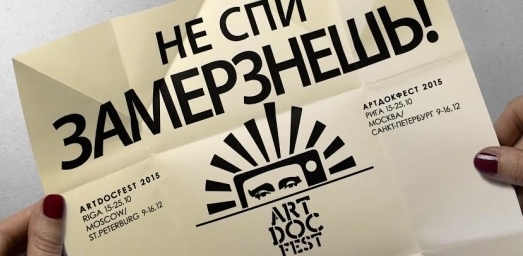 НЕ СПИ
ЗАМЕРЗНЕШЬ!
ARTDOCFEST 2015
RIGA 15-25.10
MOSCOW/
ST.PETERBURG 9-16.12
АРТДОКФЕСТ 2015
РИГА 15-25.10
МОСКВА/
САНКТ-ПЕТЕРБУРГ 9-16.12
ART
DOC
FEST